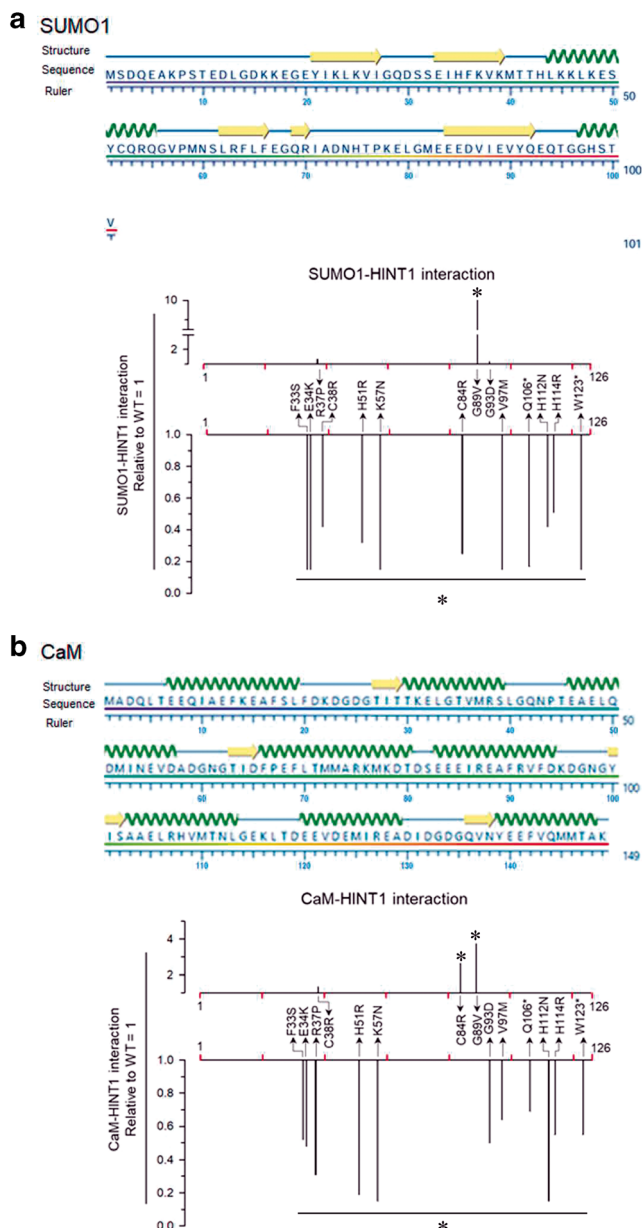 a SUMO1
Structure
Sequence MSDQEAKPSTEDLGDKKEGEYIKLKVIGQDSSEIHFKVKMTTHLKKLKES
Ruler 10 20 30 40 50
YCQRQGVPMNSLRFLFEGQRIADNHTPKELGMEEEDVIEVYQEQTGGHST
60 70 80 90 100
V
101
SUMO1-HINT1 interaction
10
*
2
1 126
F33S E34K R37P C38R H51R K57N C84R G89V G93D V97M Q106* H112N H114R W123*
1 126
SUMO1-HINT1 interaction
Relative to WT = 1
1.0
0.8
0.6
0.4
0.2
0.0
*
b CaM
Structure
Sequence MADQLTEEQIAEFKEAFSLFDKDGDGTITTKELGTVMRSLGQNPTEAELQ
Ruler 10 20 30 40 50
DMINEVDADGNGTIDFPEFLTMMARKMKDTDSEEEIREAFRVFDKDGNGY
60 70 80 90 100
ISAAELRHVMTNLGEKLTDEEVDEMIREADIDGDGQVNYEEFVQMMTAK
110 120 130 140 149
CaM-HINT1 interaction
4
* *
2
1 126
F33S E34K R37P C38R H51R K57N C84R G89V G93D V97M Q106* H112N H114R W123*
1 126
CaM-HINT1 interaction
Relative to WT = 1
1.0
0.8
0.6
0.4
0.2
0.0
*